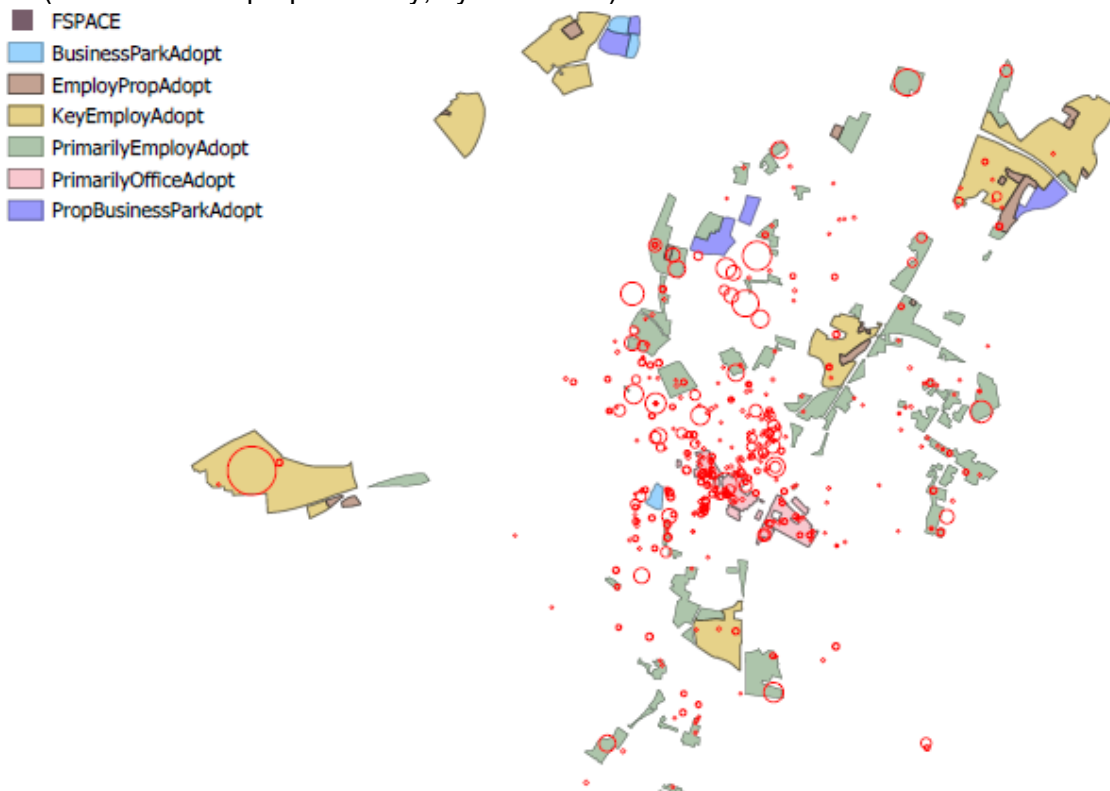 FSPACE
BusinessParkAdopt
EmployPropAdopt
KeyEmployAdopt
PrimarilyEmployAdopt
PrimarilyOfficeAdopt
PropBusinessParkAdopt